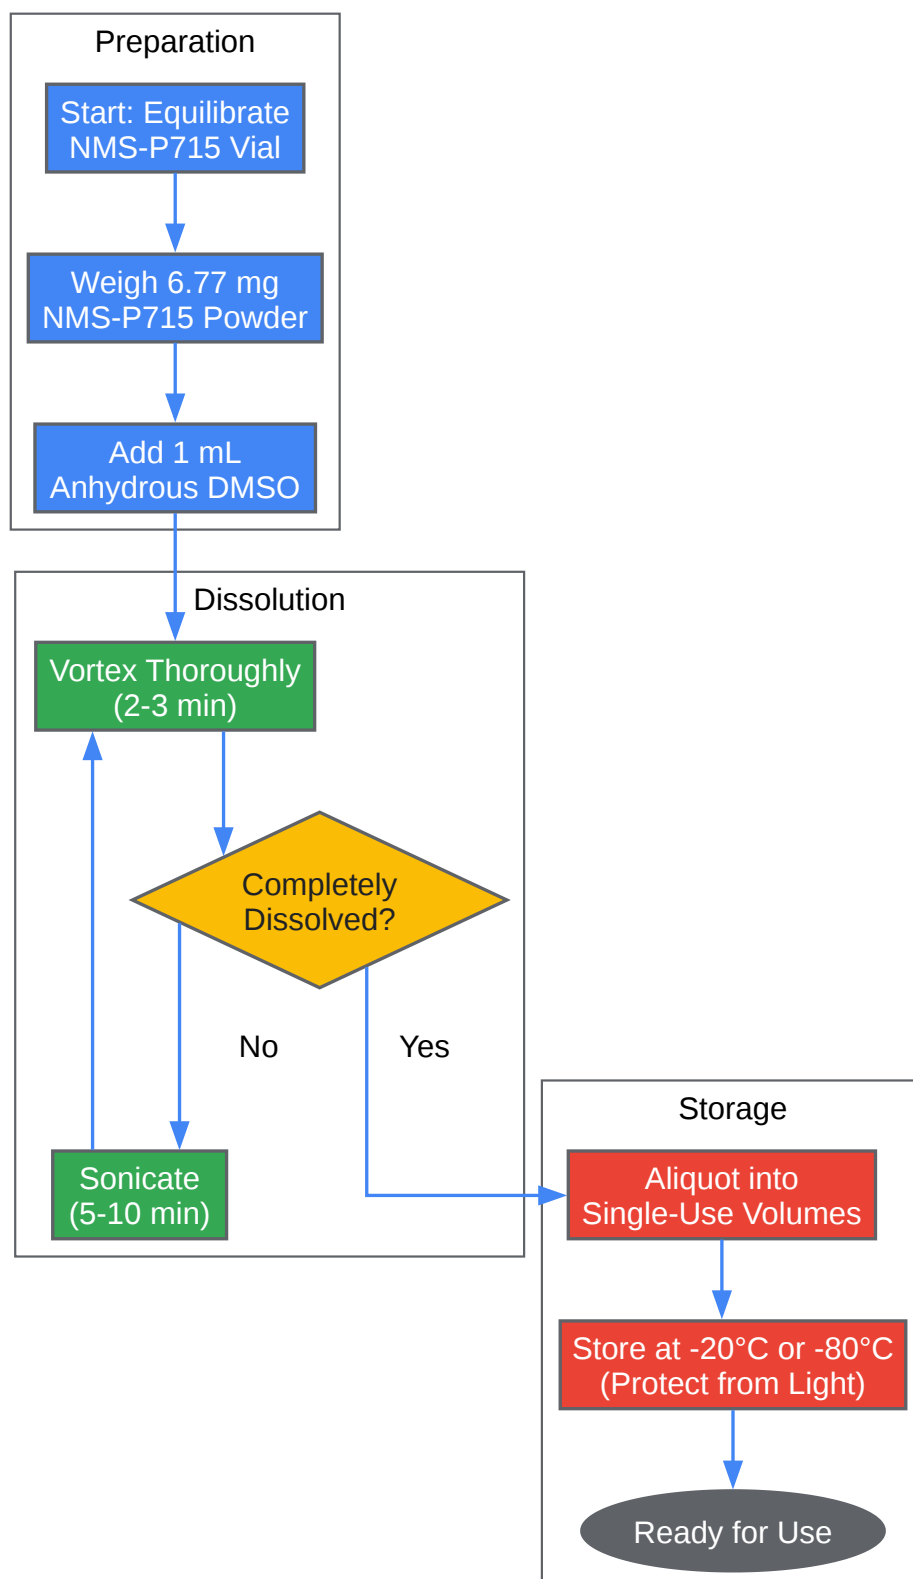 Preparation
Start: Equilibrate
NMS-P715 Vial
Weigh 6.77 mg
NMS-P715 Powder
Add 1 mL
Anhydrous DMSO
Dissolution
Vortex Thoroughly
(2-3 min)
Completely
Dissolved?
No
Yes
Sonicate
(5-10 min)
Storage
Aliquot into
Single-Use Volumes
Store at -20°C or -80°C
(Protect from Light)
Ready for Use